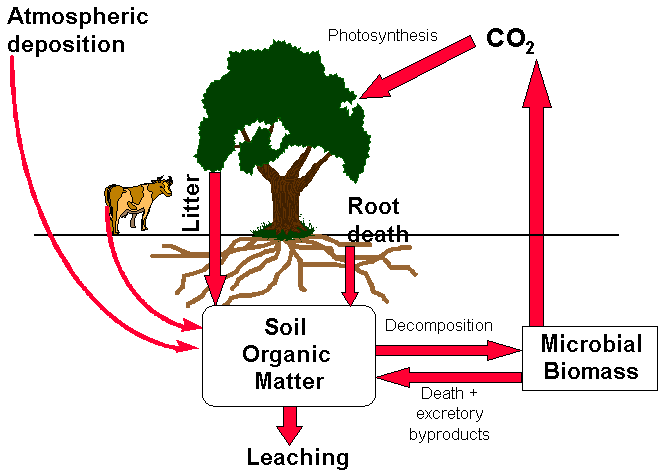 Atmospheric
deposition
Photosynthesis
CO₂
Litter
Root
death
Soil
Organic
Matter
Decomposition
Microbial
Biomass
Death +
excretory
byproducts
Leaching